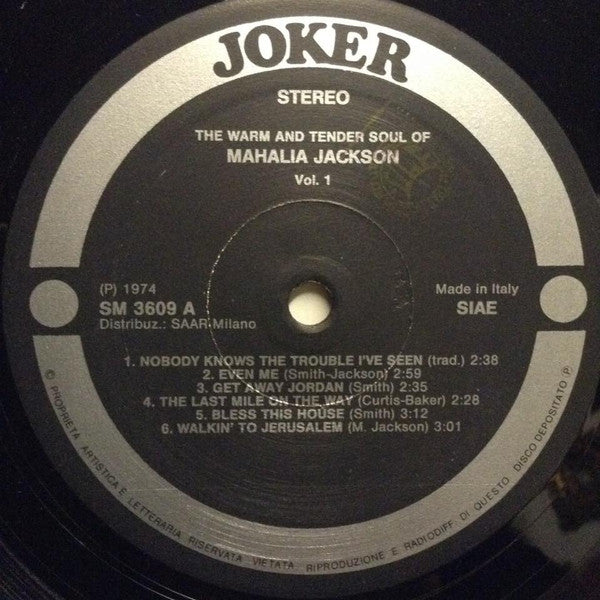 JOKER
STEREO
THE WARM AND TENDER SOUL OF
MAHALIA JACKSON
Vol. 1
(P) 1974
SM 3609 A
Distribuz.: SAAR-Milano
Made in Italy
SIAE
1. NOBODY KNOWS THE TROUBLE I'VE SEEN (trad.) 2:38
2. EVEN ME (Smith-Jackson) 2:59
3. GET AWAY JORDAN (Smith) 2:35
4. THE LAST MILE ON THE WAY (Curtis-Baker) 2:28
5. BLESS THIS HOUSE (Smith) 3:12
6. WALKIN' TO JERUSALEM (M. Jackson) 3:01
© PROPRIETA ARTISTICA E LETTERARIA RISERVATA VIETATA RIPRODUZIONE E RADIODIFF. DI QUESTO DISCO DEPOSITATO (P)